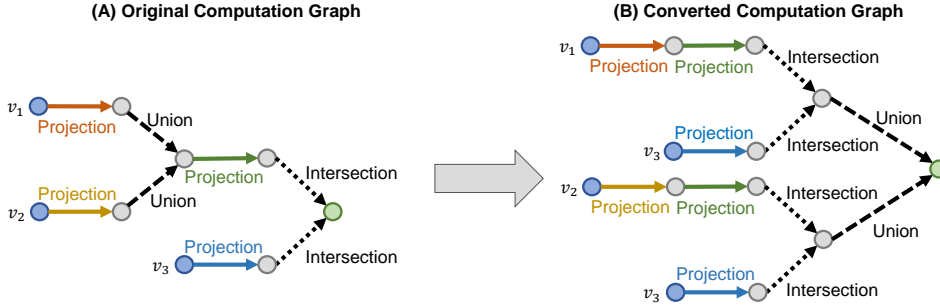 (A) Original Computation Graph
v₁
Projection
Union
v₂
Projection
Union
Projection
Intersection
v₃
Projection
Intersection
(B) Converted Computation Graph
v₁
Projection
Projection
Intersection
v₃
Projection
Intersection
Union
v₂
Projection
Projection
Intersection
v₃
Projection
Intersection
Union